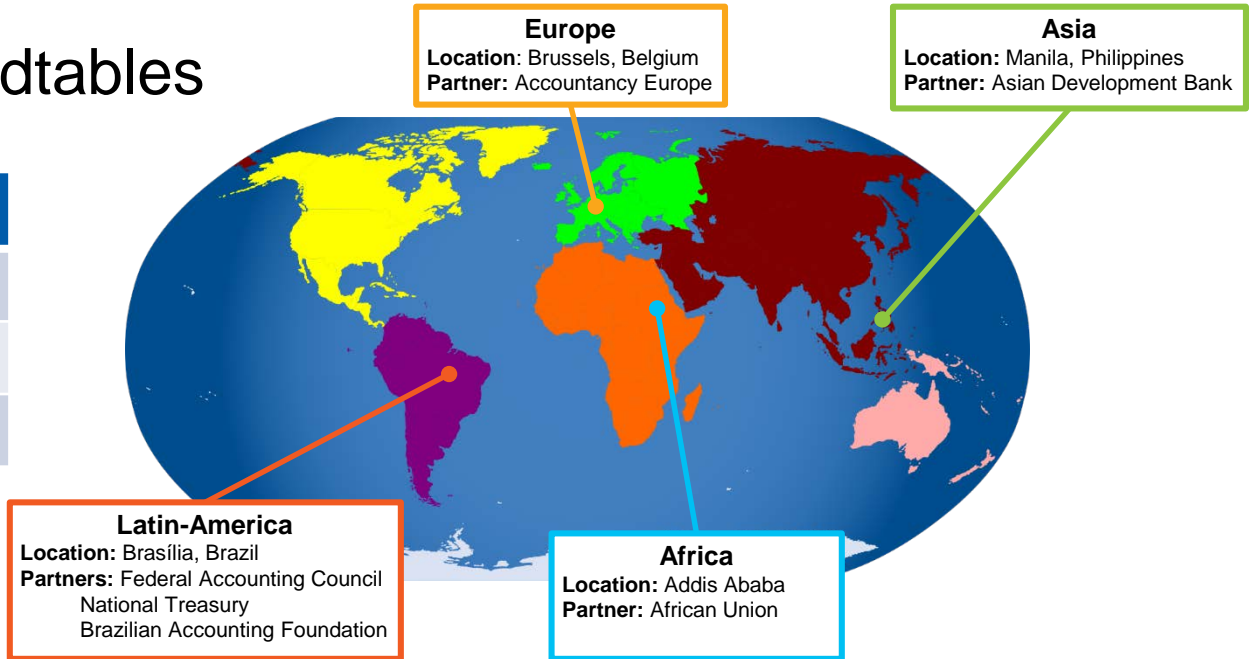 dtables
Europe
Location: Brussels, Belgium
Partner: Accountancy Europe
Asia
Location: Manila, Philippines
Partner: Asian Development Bank
Latin-America
Location: Brasília, Brazil
Partners: Federal Accounting Council
National Treasury
Brazilian Accounting Foundation
Africa
Location: Addis Ababa
Partner: African Union